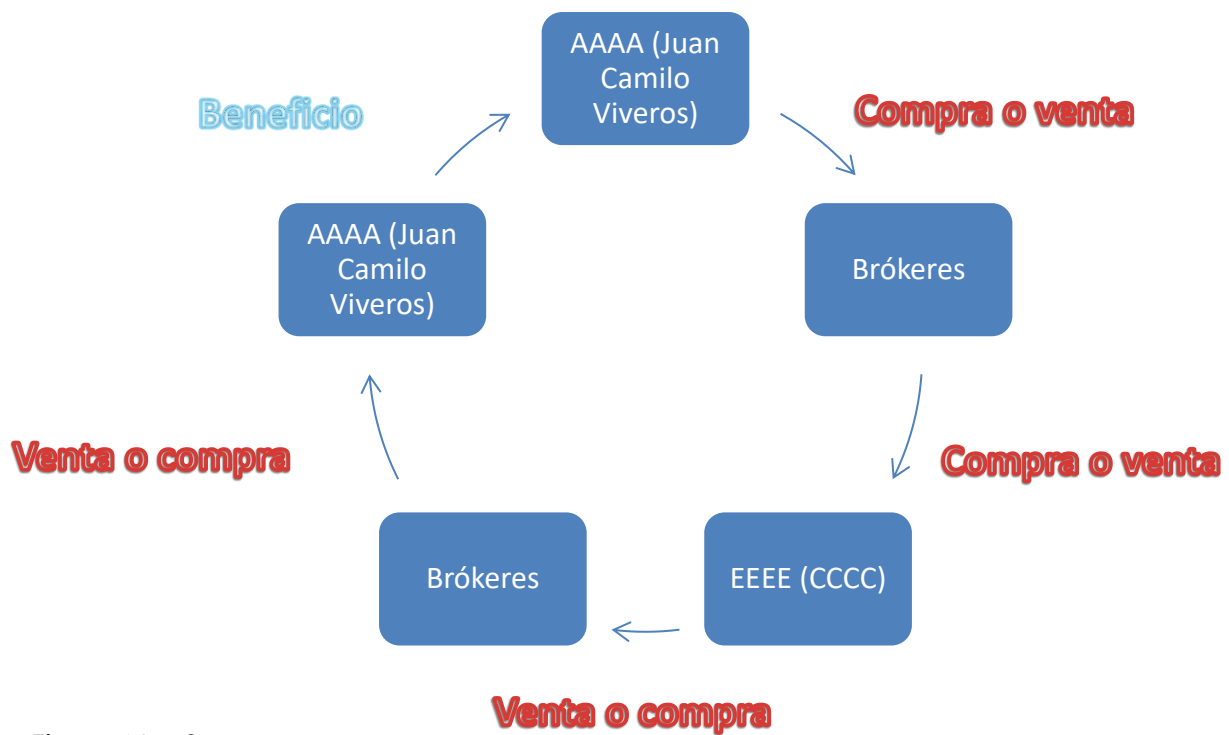 AAAA (Juan
Camilo
Viveros)
Beneficio
Compra o venta
AAAA (Juan
Camilo
Viveros)
Brókeres
Venta o compra
Compra o venta
Brókeres
EEEE (CCCC)
Venta o compra